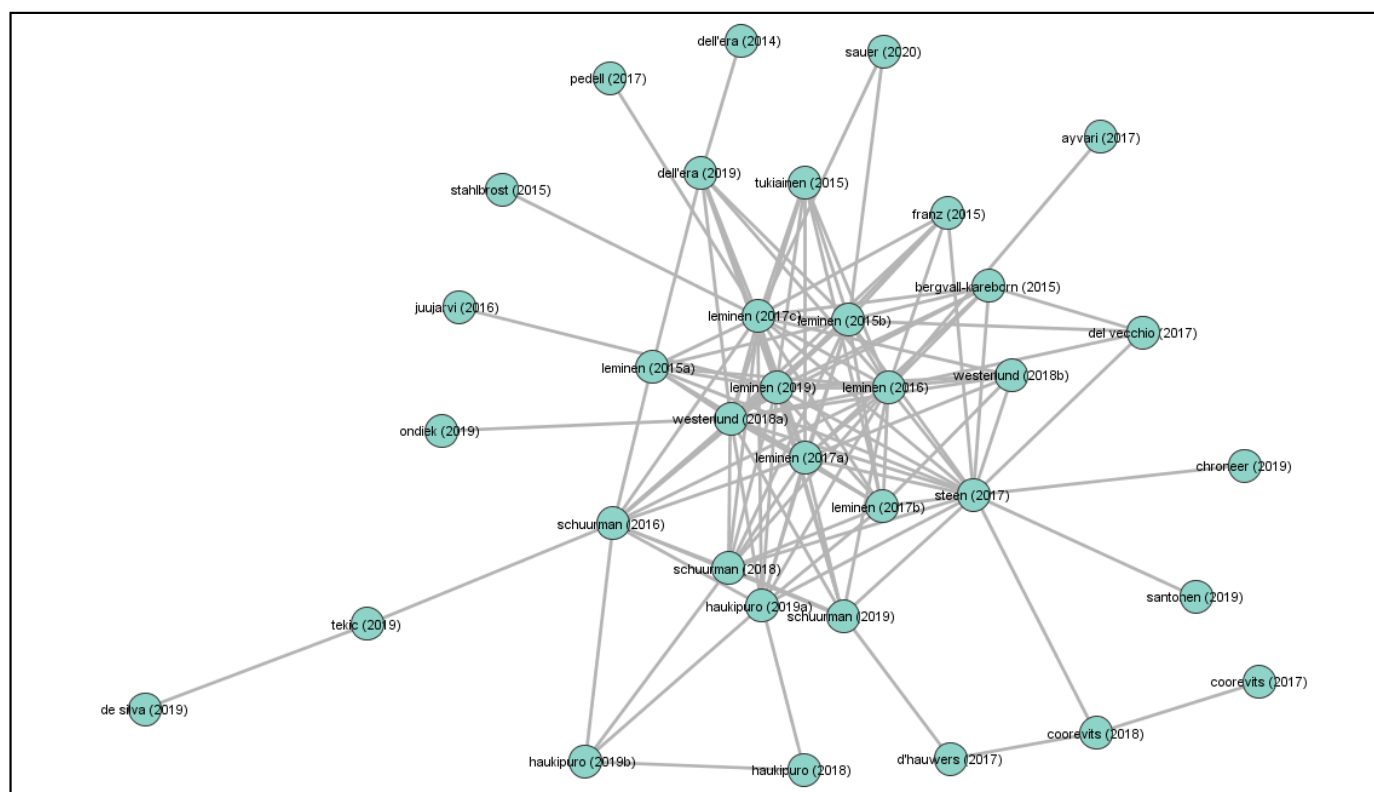 dell'era (2014)
sauer (2020)
pedell (2017)
ayvari (2017)
dell'era (2019)
tukiainen (2015)
stahlbrost (2015)
franz (2015)
bergvall-kareborn (2015)
juujarvi (2016)
leminen (2017c)
leminen (2015b)
del vecchio (2017)
leminen (2015a)
westerlund (2018b)
leminen (2019)
leminen (2016)
westerlund (2018a)
ondiek (2019)
leminen (2017a)
chroneer (2019)
steen (2017)
leminen (2017b)
schuurman (2016)
schuurman (2018)
santonen (2019)
haukipuro (2019a)
schuurman (2019)
tekic (2019)
coorevits (2017)
de silva (2019)
coorevits (2018)
d'hauwers (2017)
haukipuro (2019b)
haukipuro (2018)